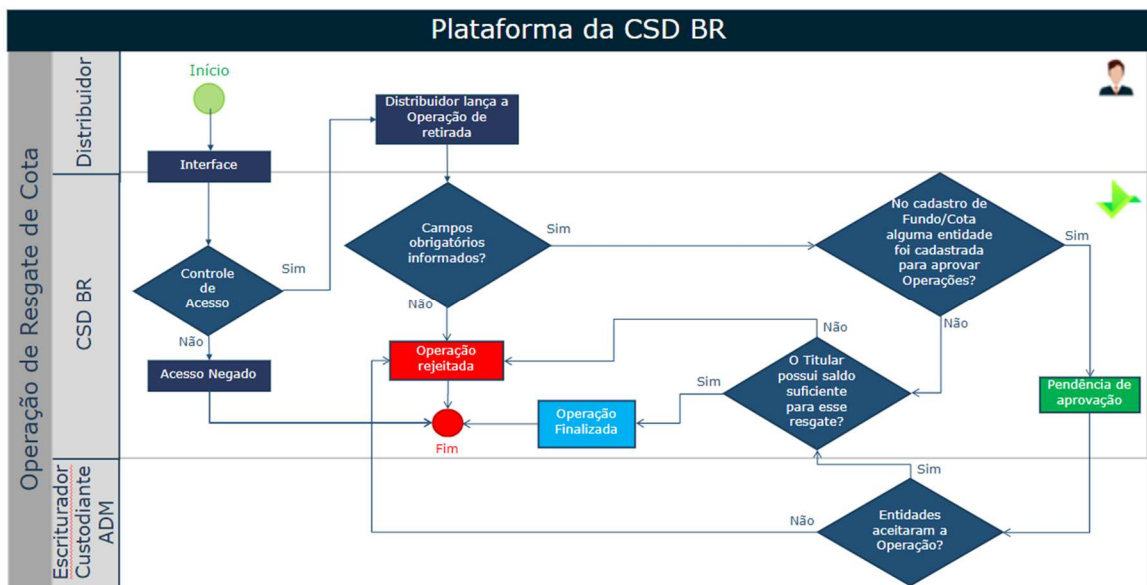 Plataforma da CSD BR
Operação de Resgate de Cota
Distribuidor
Início
Interface
Distribuidor lança a
Operação de
retirada
CSD BR
Controle
de
Acesso
Sim
Não
Acesso Negado
Campos
obrigatórios
informados?
Sim
Não
Operação
rejeitada
Fim
No cadastro de
Fundo/Cota
alguma entidade
foi cadastrada
para aprovar
Operações?
Sim
Não
Pendência de
aprovação
Não
O Titular
possui saldo
suficiente
para esse
resgate?
Sim
Operação
Finalizada
Escriturador
Custodiante
ADM
Sim
Entidades
aceitaram a
Operação?
Não